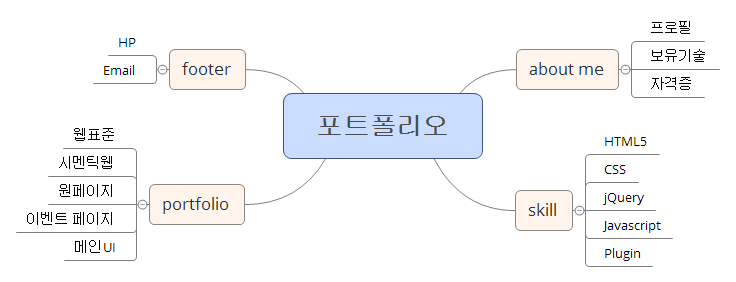 포트폴리오
about me
프로필
보유기술
자격증
skill
HTML5
CSS
jQuery
Javascript
Plugin
footer
HP
Email
portfolio
웹표준
시멘틱웹
원페이지
이벤트 페이지
메인 UI